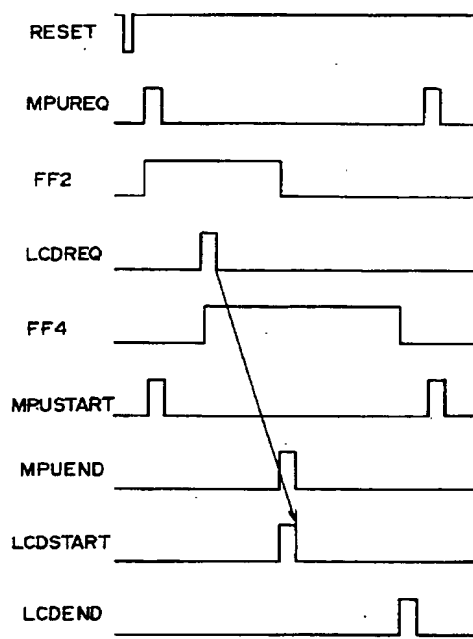 RESET
MPUREQ
FF2
LCDREQ
FF4
MPUSTART
MPUEND
LCDSTART
LCDEND